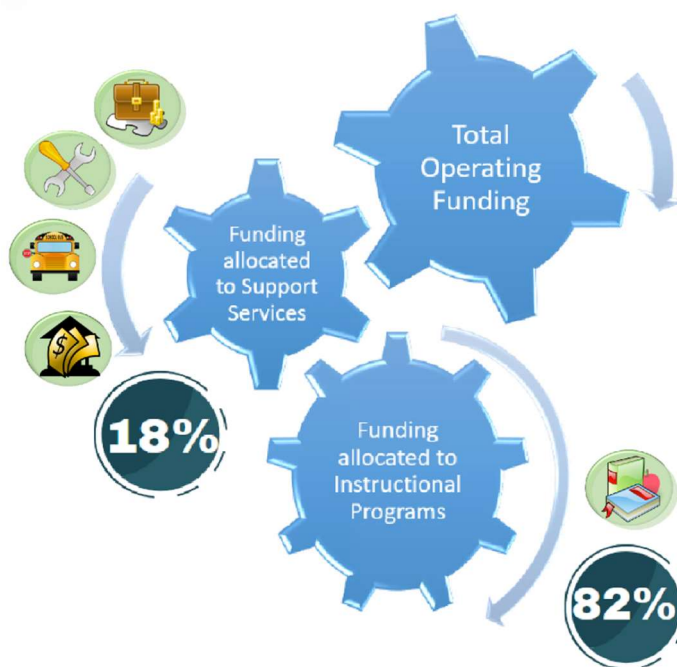 Total
Operating
Funding
Funding
allocated
to Support
Services
18%
Funding
allocated to
Instructional
Programs
82%